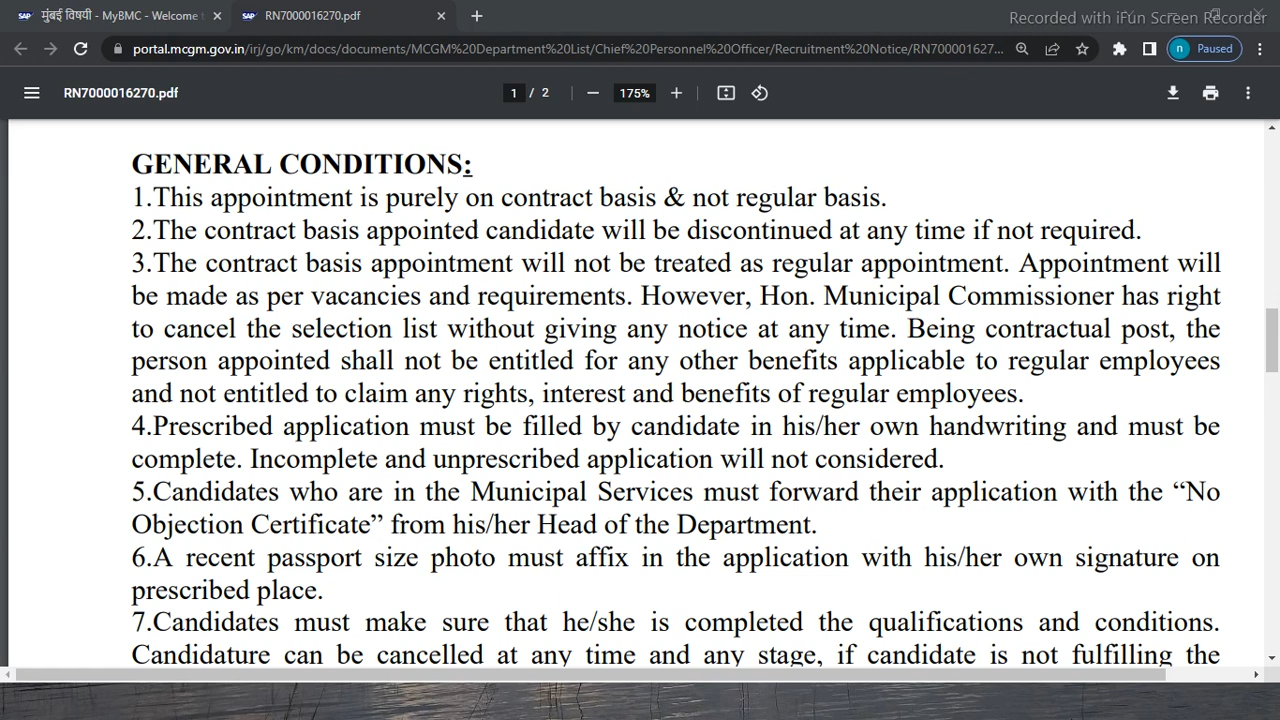 मुंबई विषयी - MyBMC - Welcome t
RN7000016270.pdf
Recorded with iFun Screen Recorder
portal.mcgm.gov.in/irj/go/km/docs/documents/MCGM%20Department%20List/Chief%20Personnel%20Officer/Recruitment%20Notice/RN700001627...
n Paused
RN7000016270.pdf
1 / 2
175%
GENERAL CONDITIONS:
1.This appointment is purely on contract basis & not regular basis.
2.The contract basis appointed candidate will be discontinued at any time if not required.
3.The contract basis appointment will not be treated as regular appointment. Appointment will
be made as per vacancies and requirements. However, Hon. Municipal Commissioner has right
to cancel the selection list without giving any notice at any time. Being contractual post, the
person appointed shall not be entitled for any other benefits applicable to regular employees
and not entitled to claim any rights, interest and benefits of regular employees.
4.Prescribed application must be filled by candidate in his/her own handwriting and must be
complete. Incomplete and unprescribed application will not considered.
5.Candidates who are in the Municipal Services must forward their application with the “No
Objection Certificate” from his/her Head of the Department.
6.A recent passport size photo must affix in the application with his/her own signature on
prescribed place.
7.Candidates must make sure that he/she is completed the qualifications and conditions.
Candidature can be cancelled at any time and any stage, if candidate is not fulfilling the